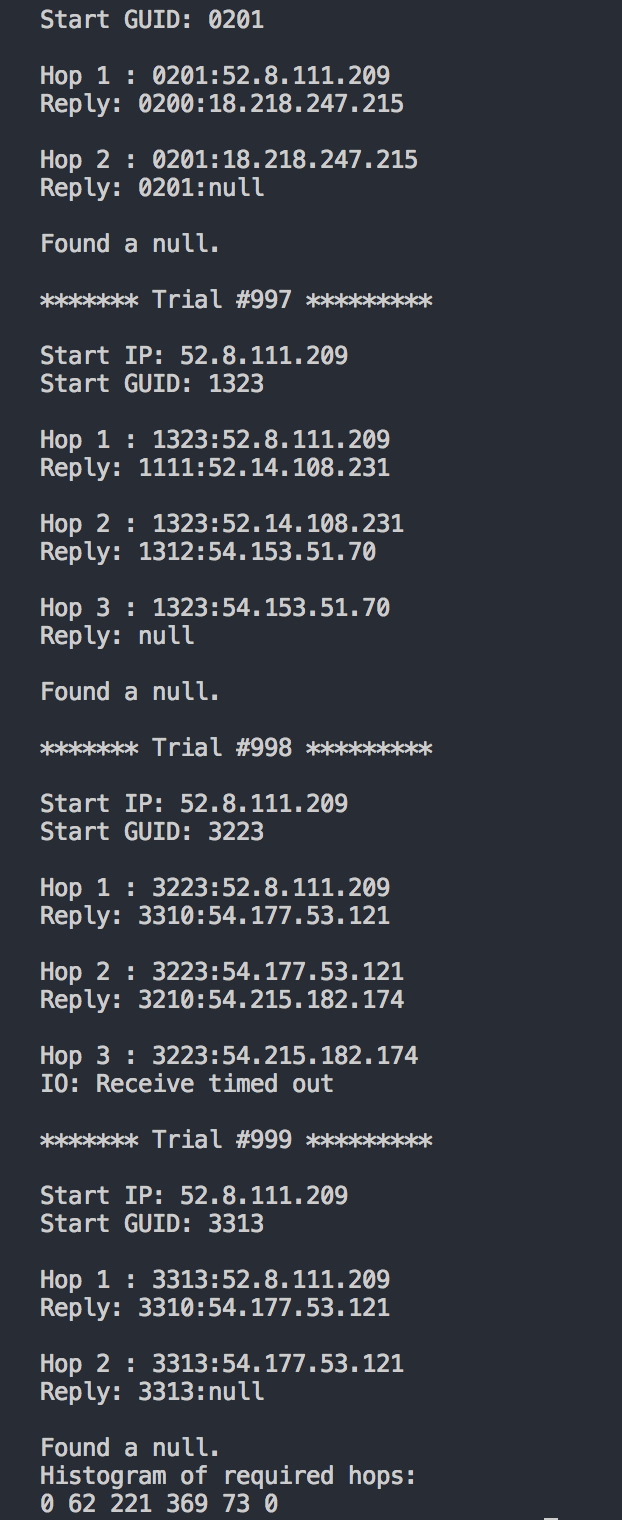 Start GUID: 0201
Hop 1 : 0201:52.8.111.209
Reply: 0200:18.218.247.215
Hop 2 : 0201:18.218.247.215
Reply: 0201:null
Found a null.
******* Trial #997 *********
Start IP: 52.8.111.209
Start GUID: 1323
Hop 1 : 1323:52.8.111.209
Reply: 1111:52.14.108.231
Hop 2 : 1323:52.14.108.231
Reply: 1312:54.153.51.70
Hop 3 : 1323:54.153.51.70
Reply: null
Found a null.
******* Trial #998 *********
Start IP: 52.8.111.209
Start GUID: 3223
Hop 1 : 3223:52.8.111.209
Reply: 3310:54.177.53.121
Hop 2 : 3223:54.177.53.121
Reply: 3210:54.215.182.174
Hop 3 : 3223:54.215.182.174
IO: Receive timed out
******* Trial #999 *********
Start IP: 52.8.111.209
Start GUID: 3313
Hop 1 : 3313:52.8.111.209
Reply: 3310:54.177.53.121
Hop 2 : 3313:54.177.53.121
Reply: 3313:null
Found a null.
Histogram of required hops:
0 62 221 369 73 0